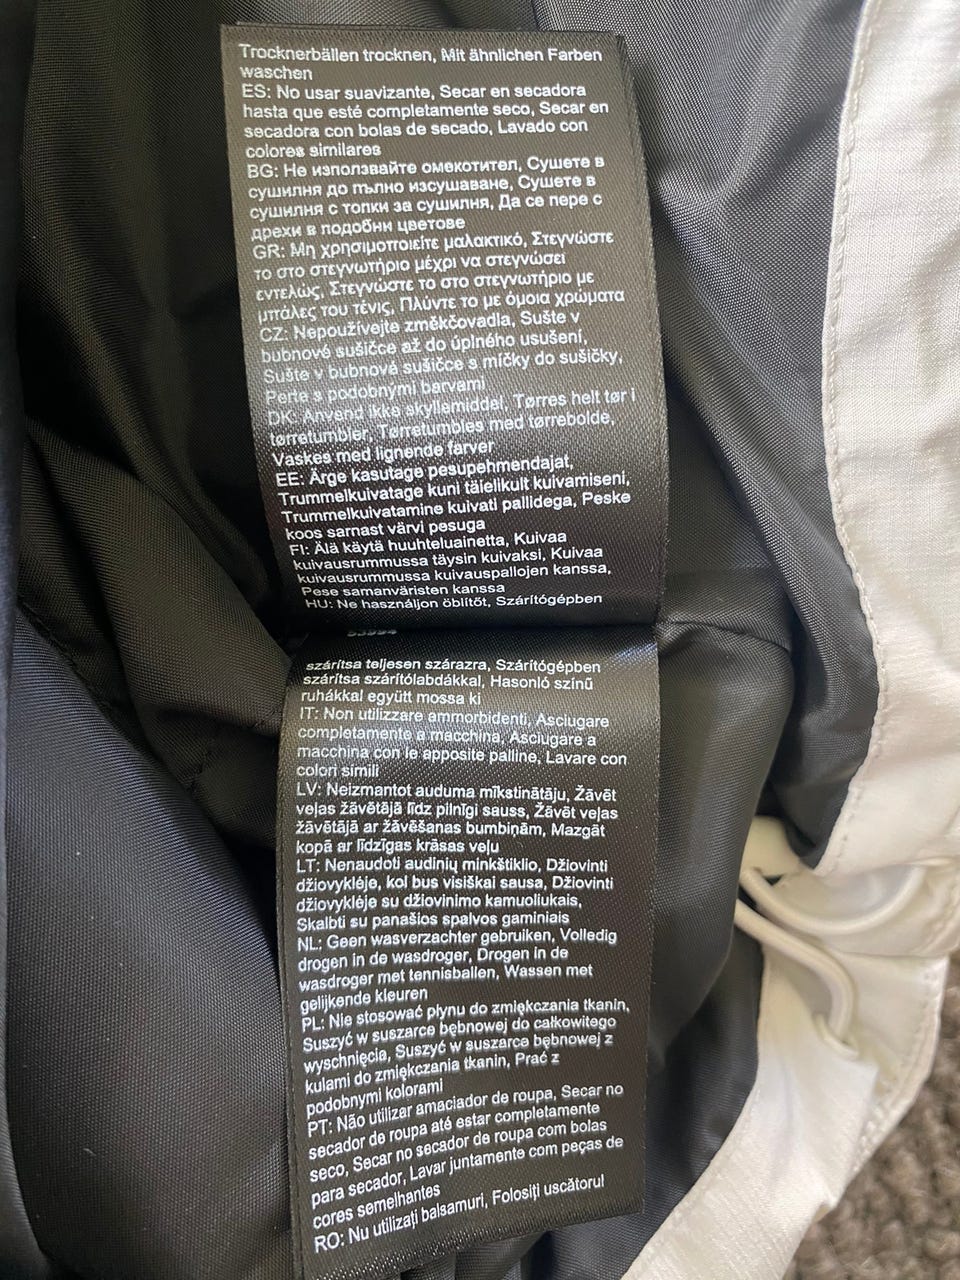 Trocknerbällen trocknen, Mit ähnlichen Farben
waschen
ES: No usar suavizante, Secar en secadora
hasta que esté completamente seco, Secar en
secadora con bolas de secado, Lavado con
colores similares
BG: Не използвайте омекотител, Сушете в
сушилня до пълно изсушаване, Сушете в
сушилня с топки за сушилня, Да се пере с
дрехи в подобни цветове
GR: Μη χρησιμοποιείτε μαλακτικό, Στεγνώστε
το στο στεγνωτήριο μέχρι να στεγνώσει
εντελώς, Στεγνώστε το στο στεγνωτήριο με
μπάλες του τένις, Πλύντε το με όμοια χρώματα
CZ: Nepoužívejte změkčovadla, Sušte v
bubnové sušičce až do úplného usušení,
Sušte v bubnové sušičce s míčky do sušičky,
Perte s podobnými barvami
DK: Anvend ikke skyllemiddel, Tørres helt tør i
tørretumbler, Tørretumbles med tørrebolde,
Vaskes med lignende farver
EE: Ärge kasutage pesupehmendajat,
Trummelkuivatage kuni täielikult kuivamiseni,
Trummelkuivatamine kuivati pallidega, Peske
koos sarnast värvi pesuga
FI: Älä käytä huuhteluainetta, Kuivaa
kuivausrummussa täysin kuivaksi, Kuivaa
kuivausrummussa kuivauspallojen kanssa,
Pese samanväristen kanssa
HU: Ne használjon öblítőt, Szárítógépben
53994
szárítsa teljesen szárazra, Szárítógépben
szárítsa szárítólabdákkal, Hasonló színű
ruhákkal együtt mossa ki
IT: Non utilizzare ammorbidenti, Asciugare
completamente a macchina, Asciugare a
macchina con le apposite palline, Lavare con
colori simili
LV: Neizmantot auduma mīkstinātāju, Žāvēt
veļas žāvētājā līdz pilnīgi sauss, Žāvēt veļas
žāvētājā ar žāvēšanas bumbiņām, Mazgāt
kopā ar līdzīgas krāsas veļu
LT: Nenaudoti audinių minkštiklio, Džiovinti
džiovyklėje, kol bus visiškai sausa, Džiovinti
džiovyklėje su džiovinimo kamuoliukais,
Skalbti su panašios spalvos gaminiais
NL: Geen wasverzachter gebruiken, Volledig
drogen in de wasdroger, Drogen in de
wasdroger met tennisballen, Wassen met
gelijkende kleuren
PL: Nie stosować płynu do zmiękczania tkanin,
Suszyć w suszarce bębnowej do całkowitego
wyschnięcia, Suszyć w suszarce bębnowej z
kulami do zmiękczania tkanin, Prać z
podobnymi kolorami
PT: Não utilizar amaciador de roupa, Secar no
secador de roupa até estar completamente
seco, Secar no secador de roupa com bolas
para secador, Lavar juntamente com peças de
cores semelhantes
RO: Nu utilizați balsamuri, Folosiți uscătorul